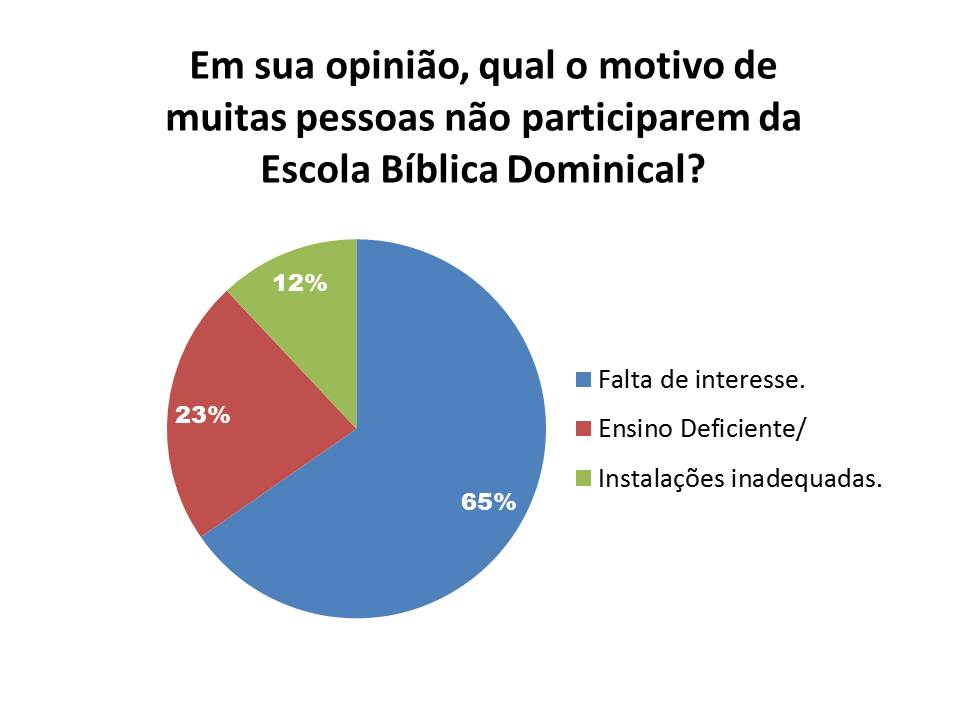 Em sua opinião, qual o motivo de
muitas pessoas não participarem da
Escola Bíblica Dominical?
12%
23%
65%
Falta de interesse.
Ensino Deficiente/
Instalações inadequadas.